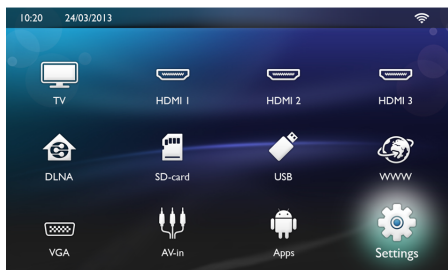 10:20 24/03/2013
TV HDMI 1 HDMI 2 HDMI 3
DLNA SD-card USB WWW
VGA AV-in Apps Settings